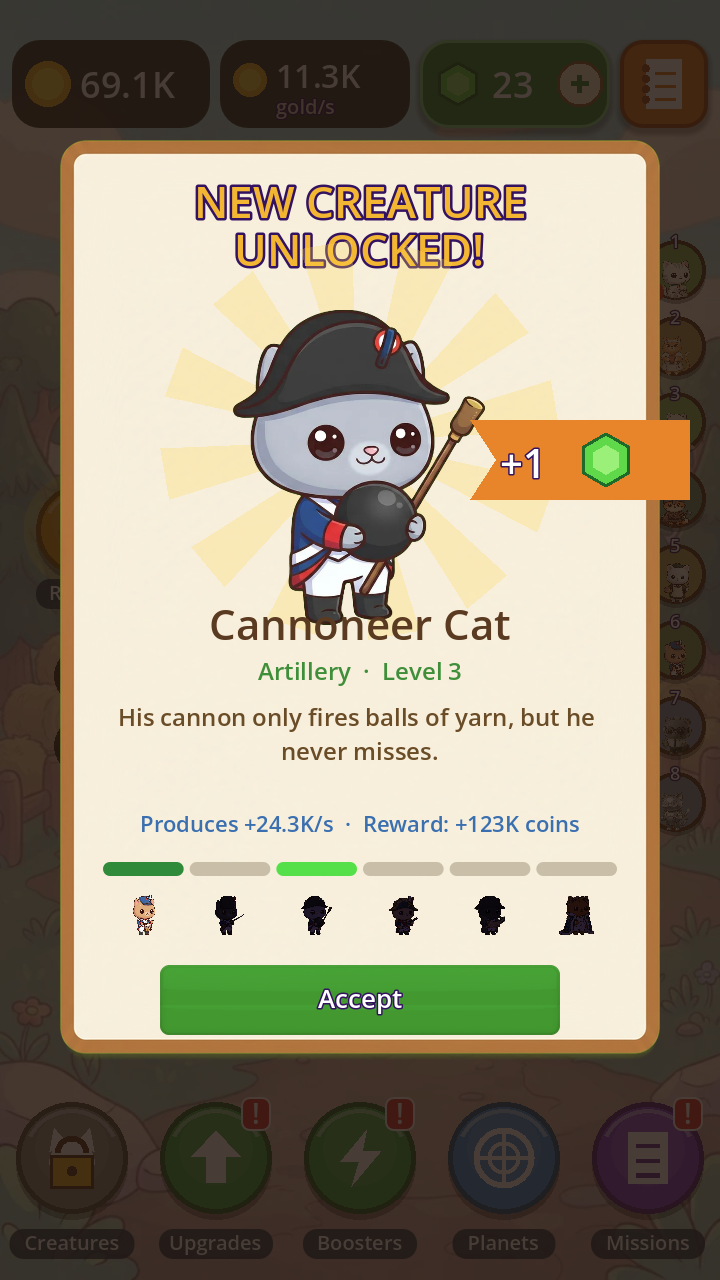 69.1K
11.3K
gold/s
23
NEW CREATURE
UNLOCKED!
1
2
3
+1
5
R
6
Cannoneer Cat
Artillery · Level 3
7
His cannon only fires balls of yarn, but he
never misses.
8
Produces +24.3K/s · Reward: +123K coins
Accept
!
!
!
Creatures
Upgrades
Boosters
Planets
Missions